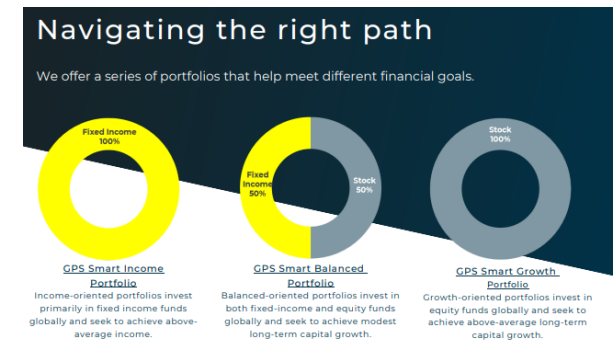 Navigating the right path
We offer a series of portfolios that help meet different financial goals.
Fixed Income
100%
Fixed
Income
50%
Stock
50%
Stock
100%
GPS Smart Income
Portfolio
Income-oriented portfolios invest
primarily in fixed income funds
globally and seek to achieve above-
average income.
GPS Smart Balanced
Portfolio
Balanced-oriented portfolios invest in
both fixed-income and equity funds
globally and seek to achieve modest
long-term capital growth.
GPS Smart Growth
Portfolio
Growth-oriented portfolios invest in
equity funds globally and seek to
achieve above-average long-term
capital growth.